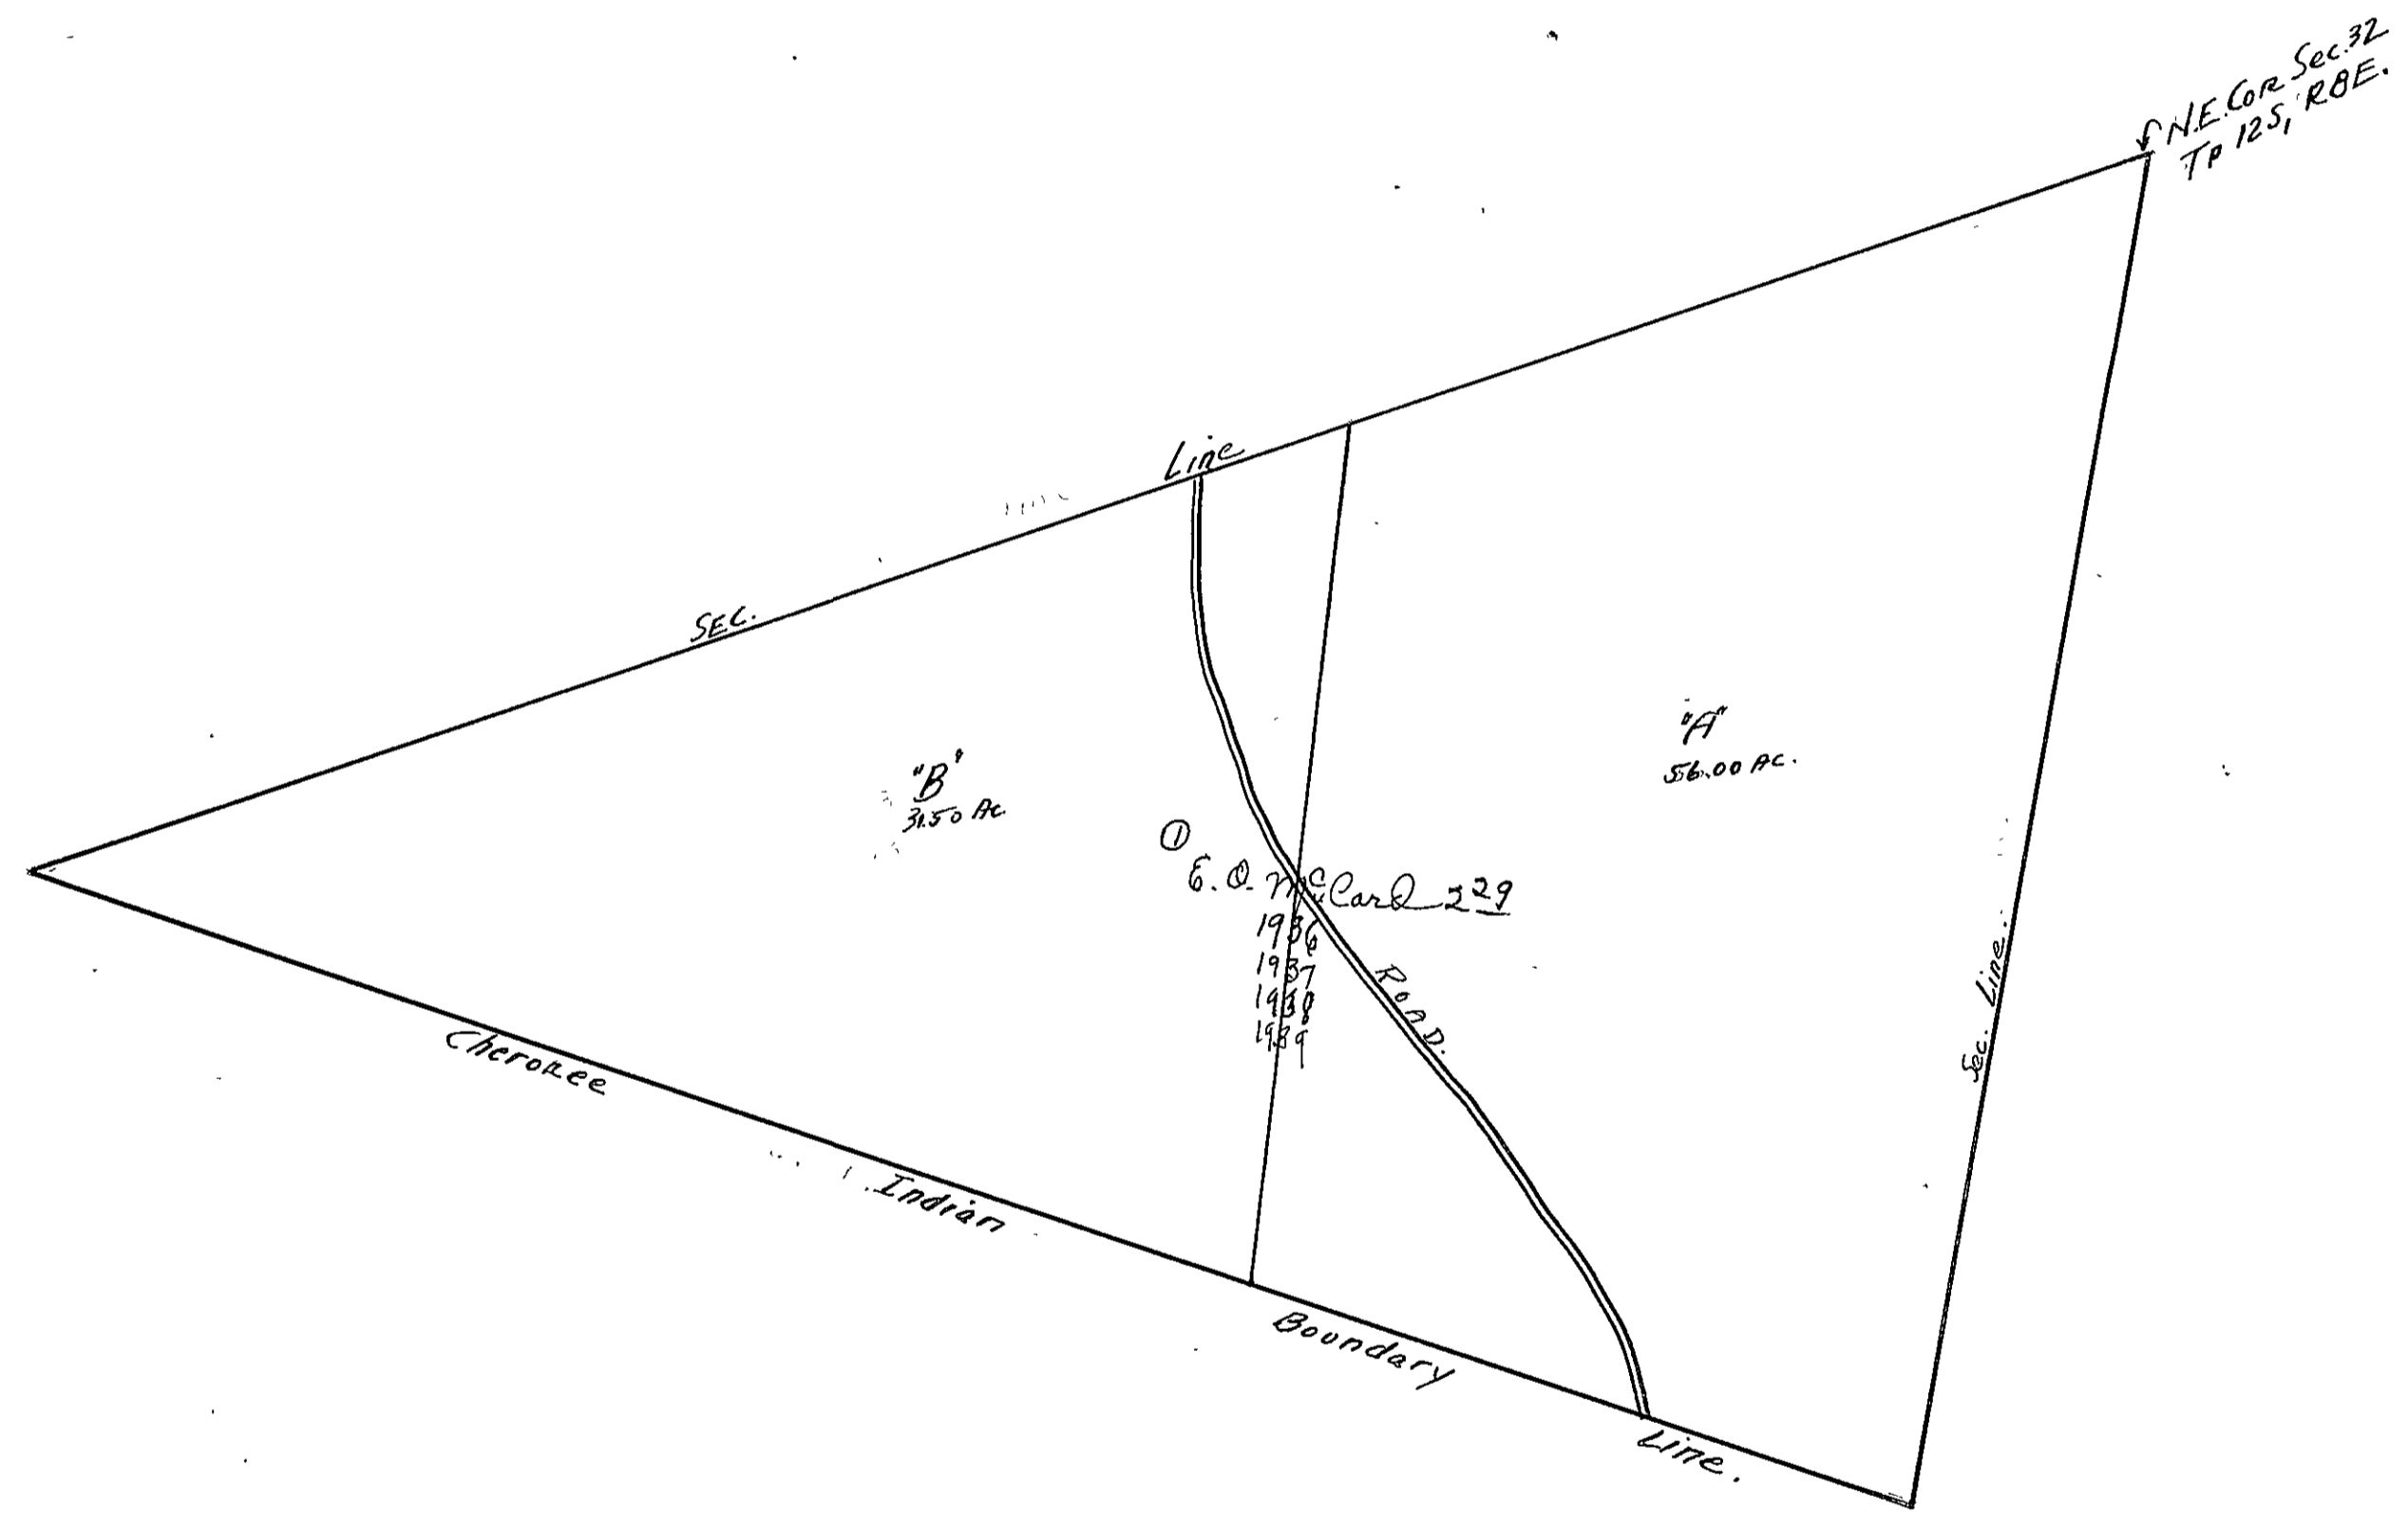 N.E. COR Sec. 32
TP 12S, R8E.
SEC. Line
"A"
56.00 AC.
"B"
31.50 AC.
①
E. O. McCard 229
1936
1937
1938
1939
ROAD.
Sec. Line.
Cherokee Indian Boundary Line.